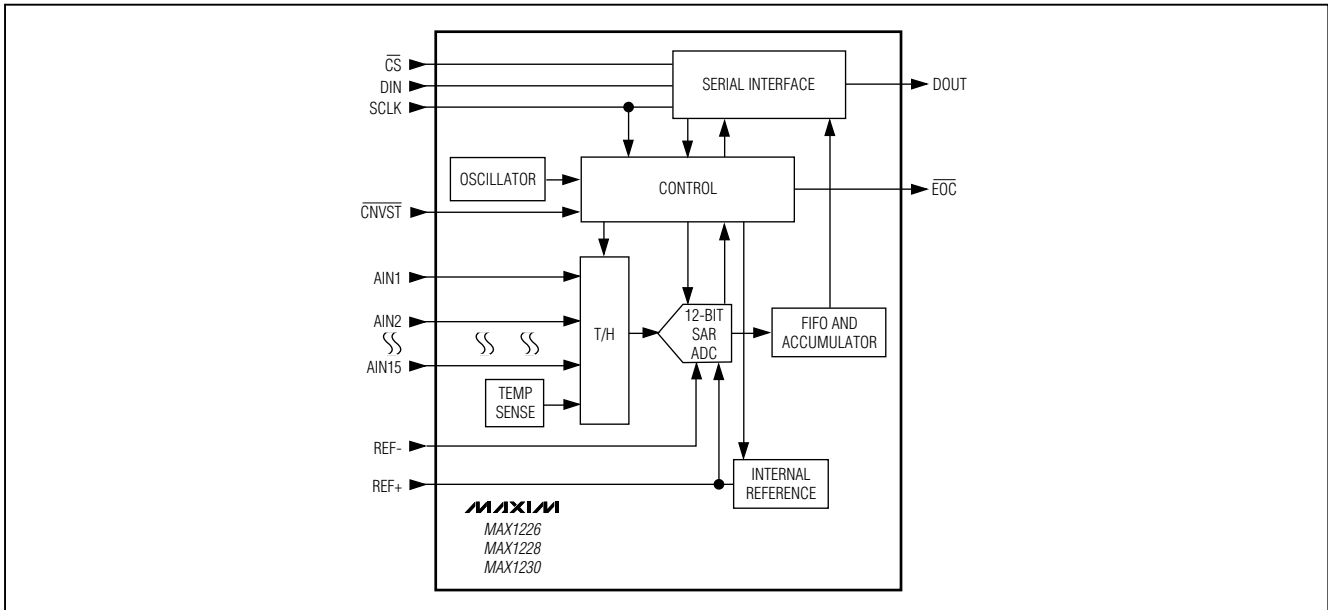 CS
DIN
SCLK
CNVST
AIN1
AIN2
AIN15
REF-
REF+
SERIAL INTERFACE
DOUT
OSCILLATOR
CONTROL
EOC
T/H
12-BIT
SAR
ADC
FIFO AND
ACCUMULATOR
TEMP
SENSE
INTERNAL
REFERENCE
MAXIM
MAX1226
MAX1228
MAX1230